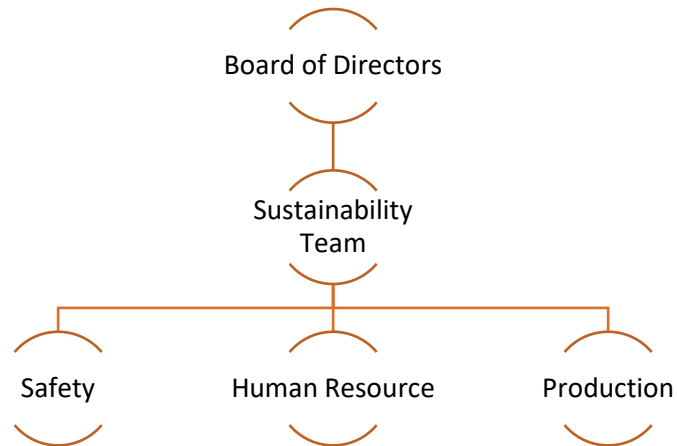 Board of Directors
Sustainability
Team
Safety
Human Resource
Production